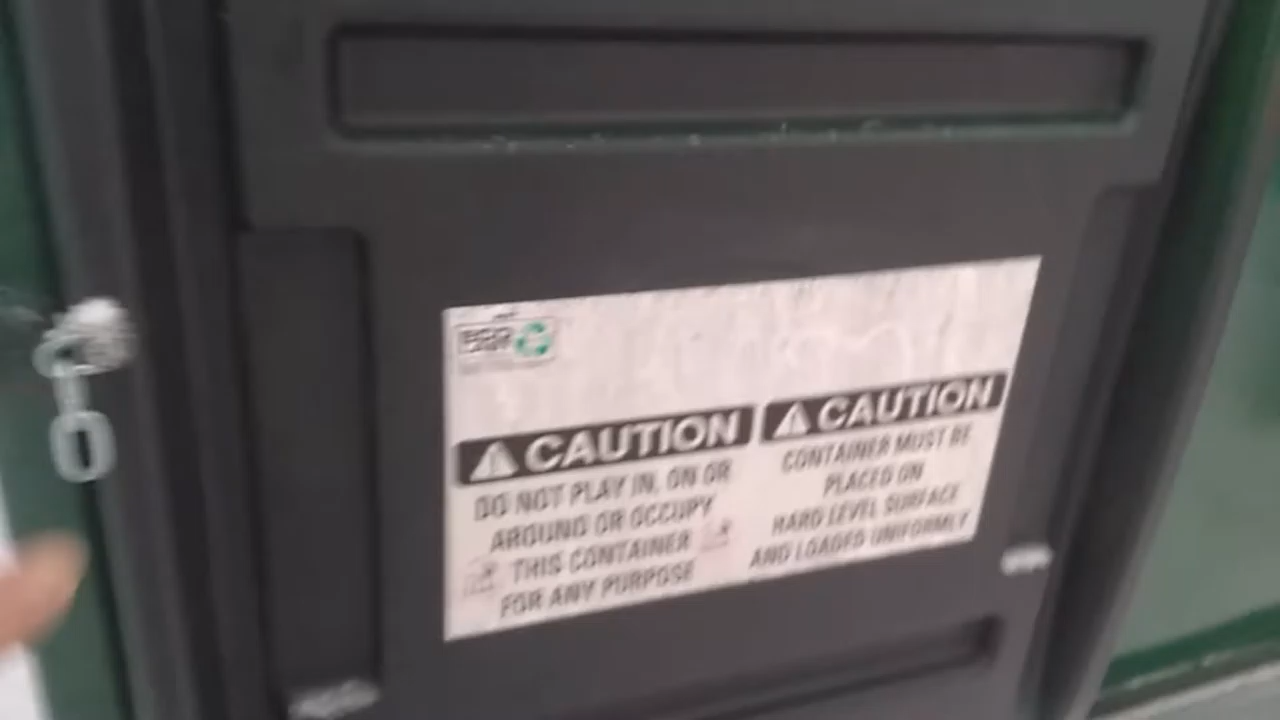 CAUTION
DO NOT PLAY IN, ON OR
AROUND OR OCCUPY
THIS CONTAINER
FOR ANY PURPOSE
CAUTION
CONTAINER MUST BE
PLACED ON
HARD LEVEL SURFACE
AND LOADED UNIFORMLY